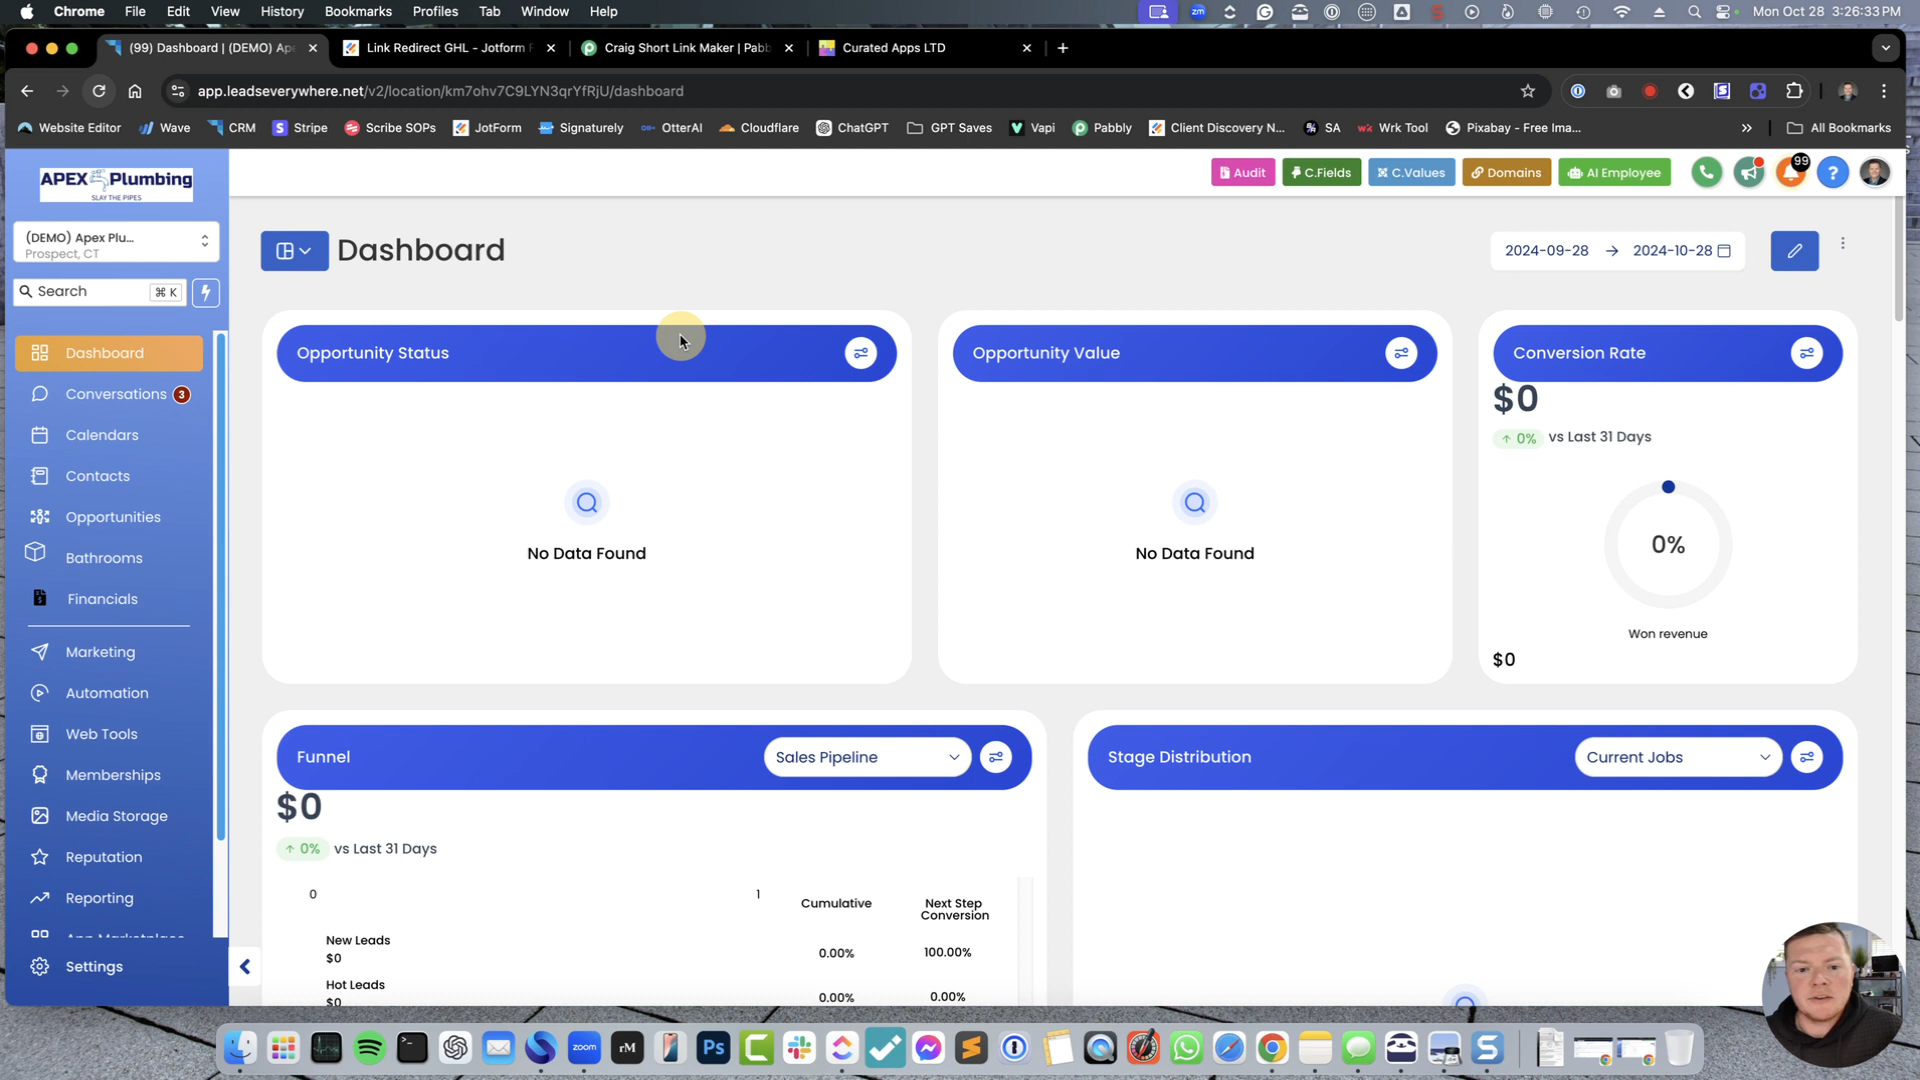 Chrome File Edit View History Bookmarks Profiles Tab Window Help
zm
Mon Oct 28 3:26:33 PM
(99) Dashboard | (DEMO) Ape
Link Redirect GHL - Jotform F
Craig Short Link Maker | Pabb
Curated Apps LTD
app.leadseverywhere.net/v2/location/km7ohv7C9LYN3qrYfRjU/dashboard
Website Editor Wave CRM Stripe Scribe SOPs JotForm Signaturely OtterAI Cloudflare ChatGPT GPT Saves Vapi Pabbly Client Discovery N... SA Wrk Tool Pixabay - Free Ima... All Bookmarks
APEX Plumbing
SLAY THE PIPES
Audit C.Fields C.Values Domains AI Employee 99 ?
(DEMO) Apex Plu...
Prospect, CT
Search ⌘ K
Dashboard
Conversations 3
Calendars
Contacts
Opportunities
Bathrooms
Financials
Marketing
Automation
Web Tools
Memberships
Media Storage
Reputation
Reporting
App Marketplace
Settings
Dashboard
2024-09-28 → 2024-10-28
Opportunity Status
No Data Found
Opportunity Value
No Data Found
Conversion Rate
$0
↑ 0% vs Last 31 Days
0%
Won revenue
$0
Funnel
Sales Pipeline
$0
↑ 0% vs Last 31 Days
0 1
Cumulative
Next Step
Conversion
New Leads
$0
0.00% 100.00%
Hot Leads
$0
0.00% 0.00%
Stage Distribution
Current Jobs
zoom rM Ps